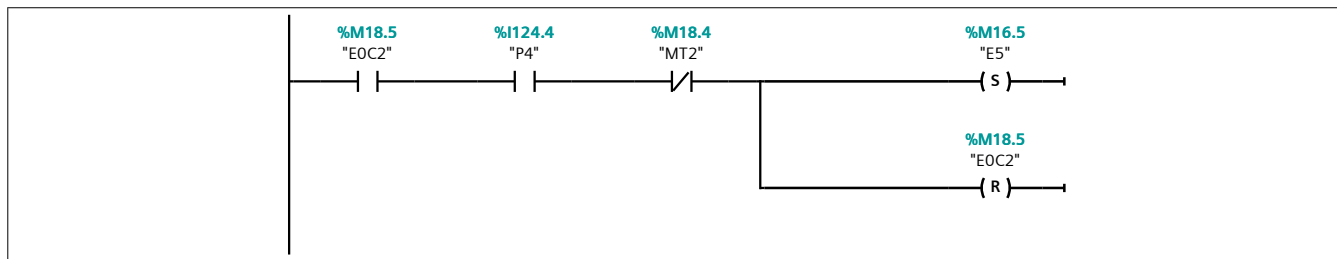 %M18.5 %I124.4 %M18.4 %M16.5
"E0C2" "P4" "MT2" "E5"
S
%M18.5
"E0C2"
R